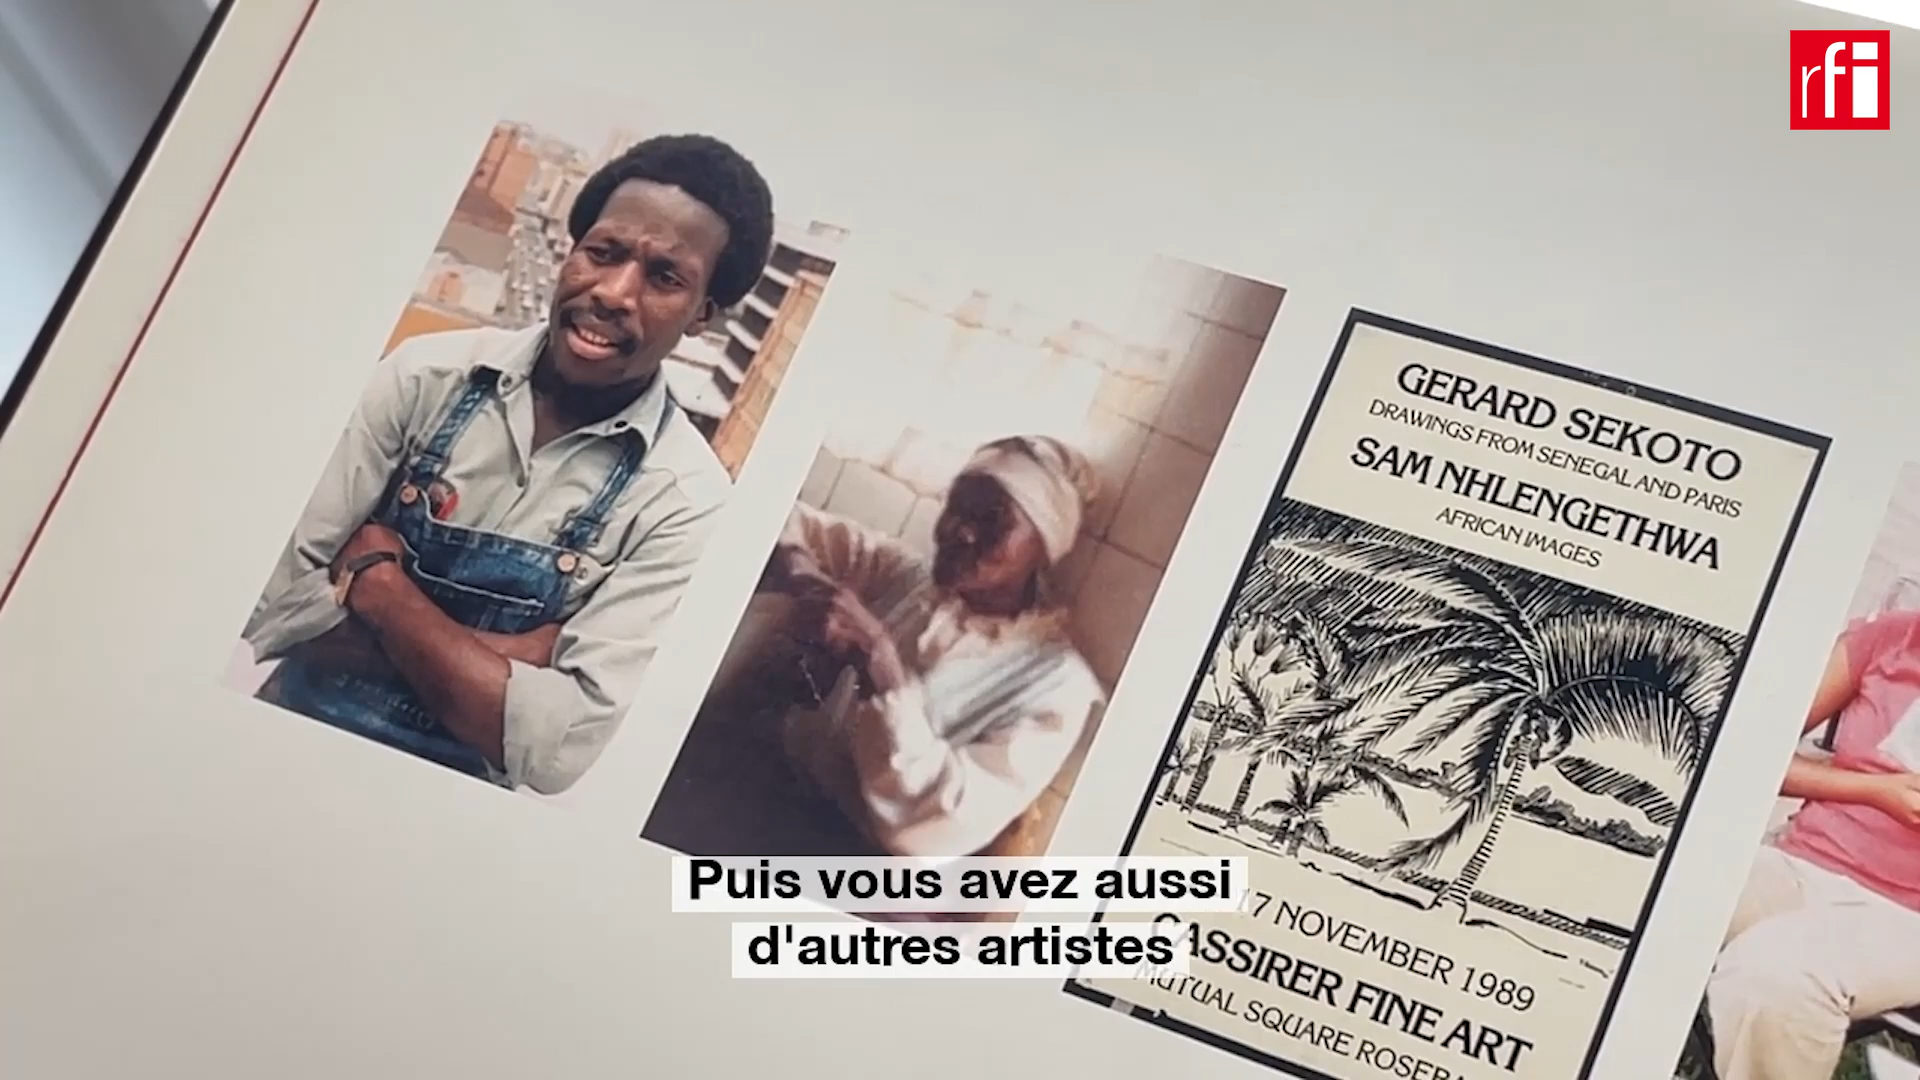 rfi
GERARD SEKOTO
DRAWINGS FROM SENEGAL AND PARIS
SAM NHLENGETHWA
AFRICAN IMAGES
17 NOVEMBER 1989
CASSIRER FINE ART
MUTUAL SQUARE
Puis vous avez aussi
d'autres artistes